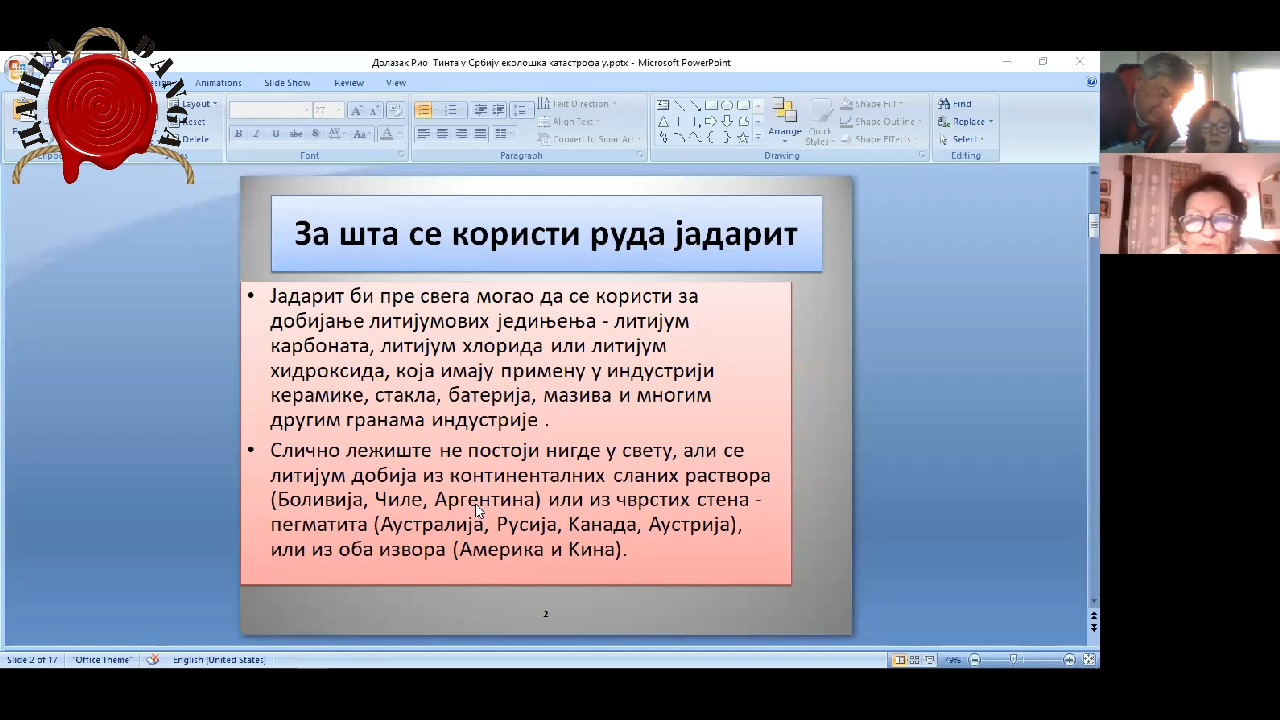 Долазак Рио Тинта у Србију еколошка катастрофа у.pptx - Microsoft PowerPoint
Animations
Slide Show
Review
View
Layout
Reset
Delete
27
Text Direction
Align Text
Convert to SmartArt
Arrange
Quick
Styles
Shape Fill
Shape Outline
Shape Effects
Find
Replace
Select
Font
Paragraph
Drawing
Editing
За шта се користи руда јадарит
• Јадарит би пре свега могао да се користи за
добијање литијумових једињења - литијум
карбоната, литијум хлорида или литијум
хидроксида, која имају примену у индустрији
керамике, стакла, батерија, мазива и многим
другим гранама индустрије .
• Слично лежиште не постоји нигде у свету, али се
литијум добија из континенталних сланих раствора
(Боливија, Чиле, Аргентина) или из чврстих стена -
пегматита (Аустралија, Русија, Канада, Аустрија),
или из оба извора (Америка и Кина).
2
Slide 2 of 17
"Office Theme"
English (United States)
79%